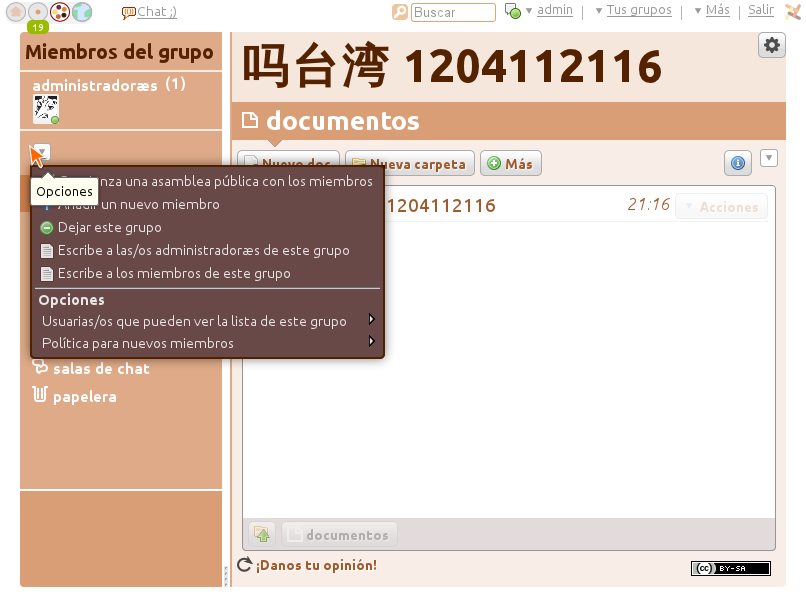 Chat ;)
Buscar
admin
Tus grupos
Más
Salir
19
Miembros del grupo
administradoræs (1)
吗台湾 1204112116
documentos
Nuevo doc
Nueva carpeta
Más
Opciones
una asamblea pública con los miembros
Añadir un nuevo miembro
Dejar este grupo
Escribe a las/os administradoræs de este grupo
Escribe a los miembros de este grupo
Opciones
Usuarias/os que pueden ver la lista de este grupo
Política para nuevos miembros
1204112116
21:16
Acciones
salas de chat
papelera
documentos
¡Danos tu opinión!
(cc) BY-SA